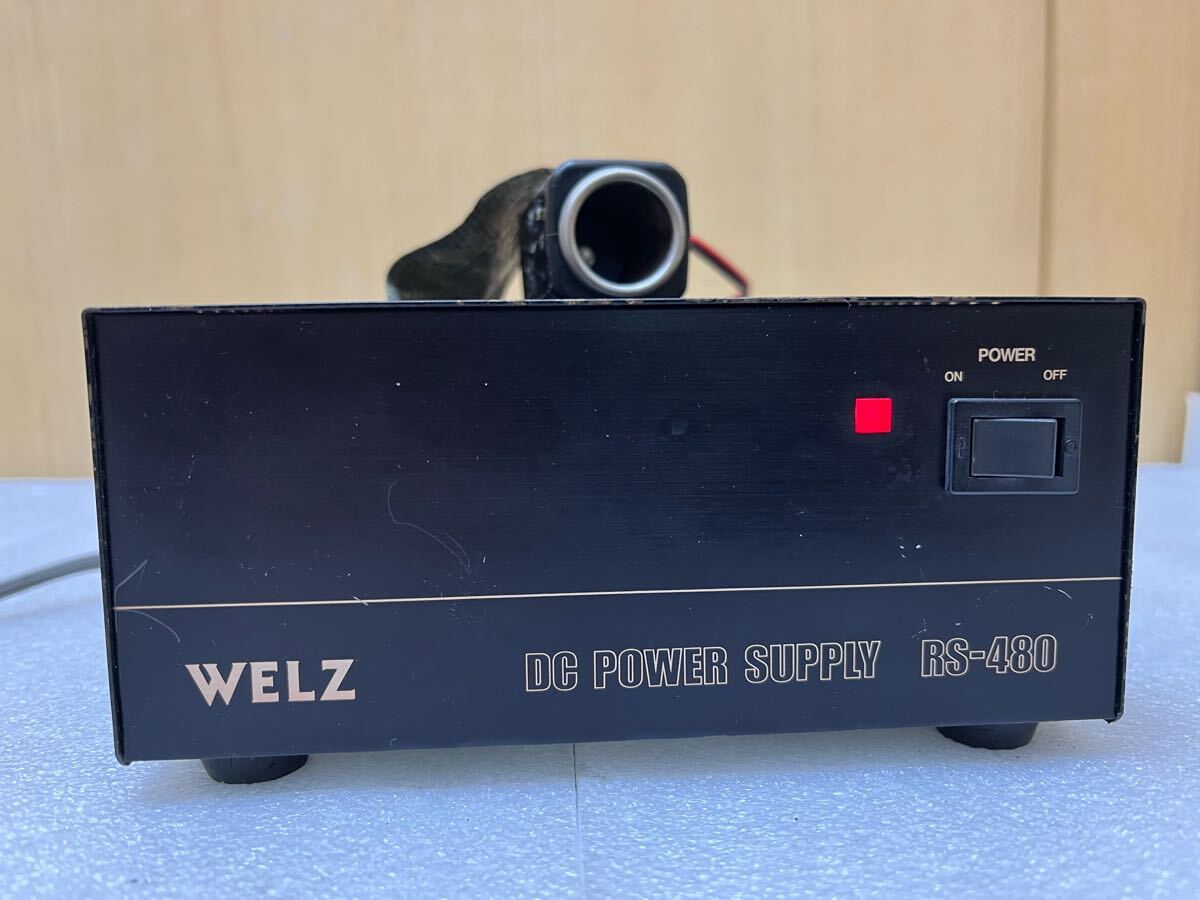 POWER
ON OFF
WELZ DC POWER SUPPLY RS-480